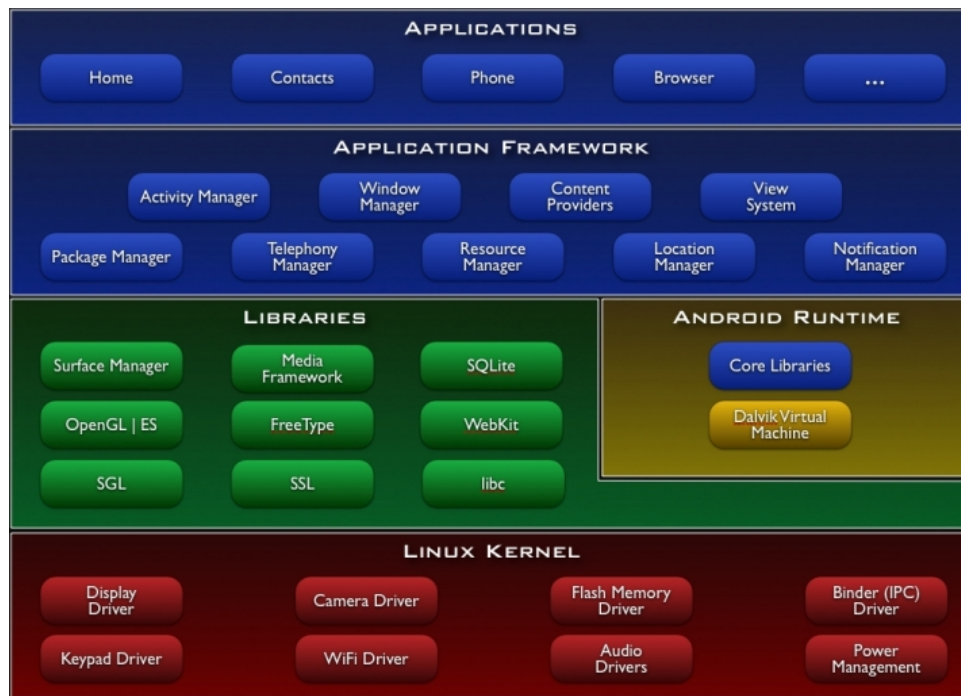 APPLICATIONS
Home
Contacts
Phone
Browser
...
APPLICATION FRAMEWORK
Activity Manager
Window
Manager
Content
Providers
View
System
Package Manager
Telephony
Manager
Resource
Manager
Location
Manager
Notification
Manager
LIBRARIES
Surface Manager
Media
Framework
SQLite
OpenGL | ES
FreeType
WebKit
SGL
SSL
libc
ANDROID RUNTIME
Core Libraries
Dalvik Virtual
Machine
LINUX KERNEL
Display
Driver
Camera Driver
Flash Memory
Driver
Binder (IPC)
Driver
Keypad Driver
WiFi Driver
Audio
Drivers
Power
Management